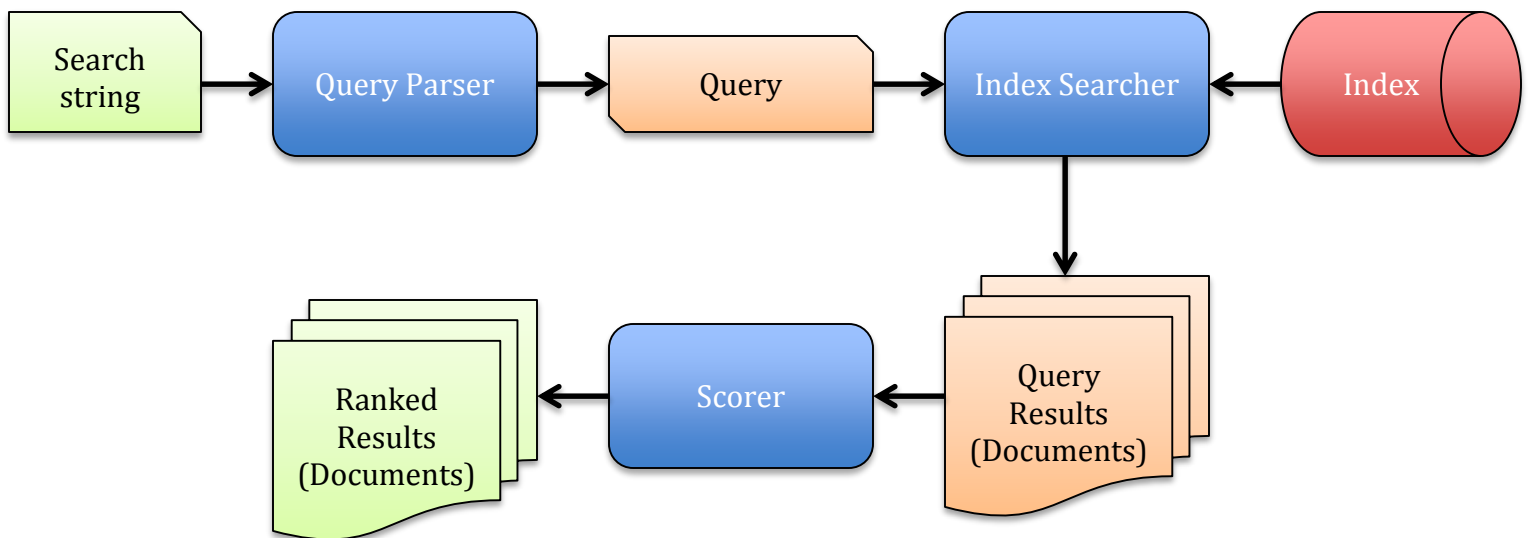 Search
string
Query Parser
Query
Index Searcher
Index
Ranked
Results
(Documents)
Scorer
Query
Results
(Documents)